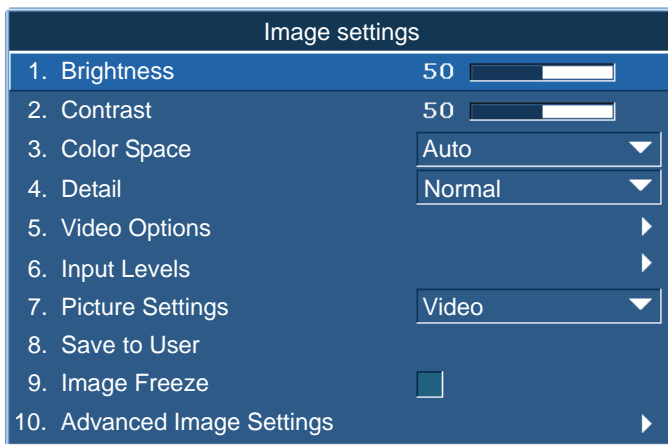 Image settings
1. Brightness 50
2. Contrast 50
3. Color Space Auto
4. Detail Normal
5. Video Options
6. Input Levels
7. Picture Settings Video
8. Save to User
9. Image Freeze
10. Advanced Image Settings